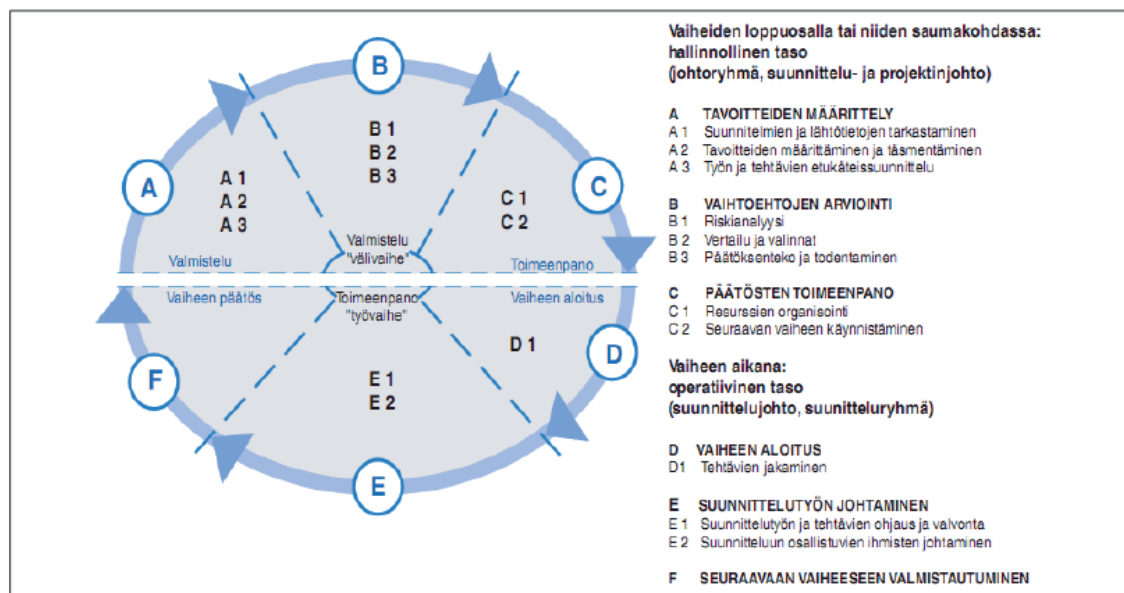 B
B 1
B 2
B 3
A
A 1
A 2
A 3
C
C 1
C 2
Valmistelu
"välivaihe"
Valmistelu
Toimeenpano
Vaiheen päätös
Toimeenpano
"työvaihe"
Vaiheen aloitus
D 1
D
F
E 1
E 2
E
Vaiheiden loppuosalla tai niiden saumakohdassa:
hallinnollinen taso
(johtoryhmä, suunnittelu- ja projektinjohto)
A TAVOITTEIDEN MÄÄRITTELY
A 1 Suunnitelmien ja lähtötietojen tarkastaminen
A 2 Tavoitteiden määrittäminen ja täsmentäminen
A 3 Työn ja tehtävien etukäteissuunnittelu
B VAIHTOEHTOJEN ARVIOINTI
B 1 Riskianalyysi
B 2 Vertailu ja valinnat
B 3 Päätöksenteko ja todentaminen
C PÄÄTÖSTEN TOIMEENPANO
C 1 Resurssien organisointi
C 2 Seuraavan vaiheen käynnistäminen
Vaiheen aikana:
operatiivinen taso
(suunnittelujohto, suunitteluryhmä)
D VAIHEEN ALOITUS
D1 Tehtävien jakaminen
E SUUNNITTELUTYÖN JOHTAMINEN
E 1 Suunnittelutyön ja tehtävien ohjaus ja valvonta
E 2 Suunnitteluun osallistuvien ihmisten johtaminen
F SEURAAVAAN VAIHEESEEN VALMISTAUTUMINEN